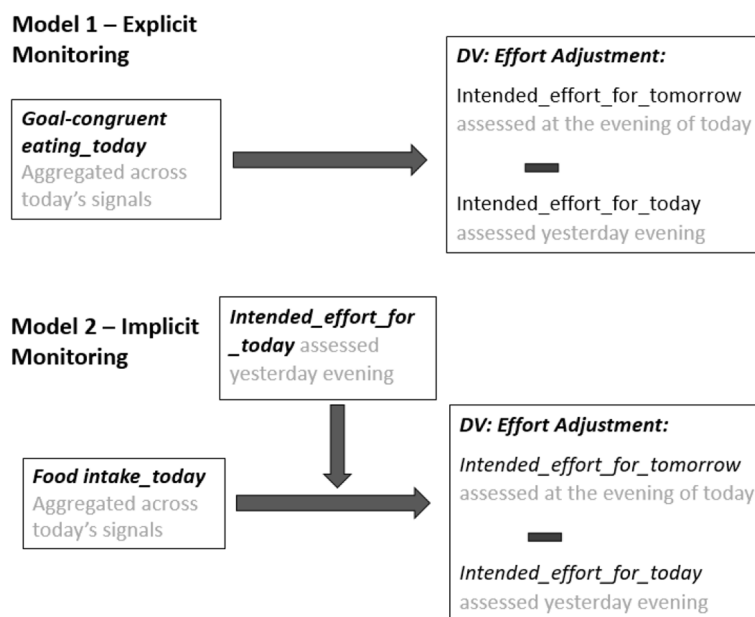 Model 1 – Explicit
Monitoring
Goal-congruent
eating_today
Aggregated across
today's signals
DV: Effort Adjustment:
Intended_effort_for_tomorrow
assessed at the evening of today
Intended_effort_for_today
assessed yesterday evening
Model 2 – Implicit
Monitoring
Intended_effort_for
_today assessed
yesterday evening
Food intake_today
Aggregated across
today's signals
DV: Effort Adjustment:
Intended_effort_for_tomorrow
assessed at the evening of today
Intended_effort_for_today
assessed yesterday evening